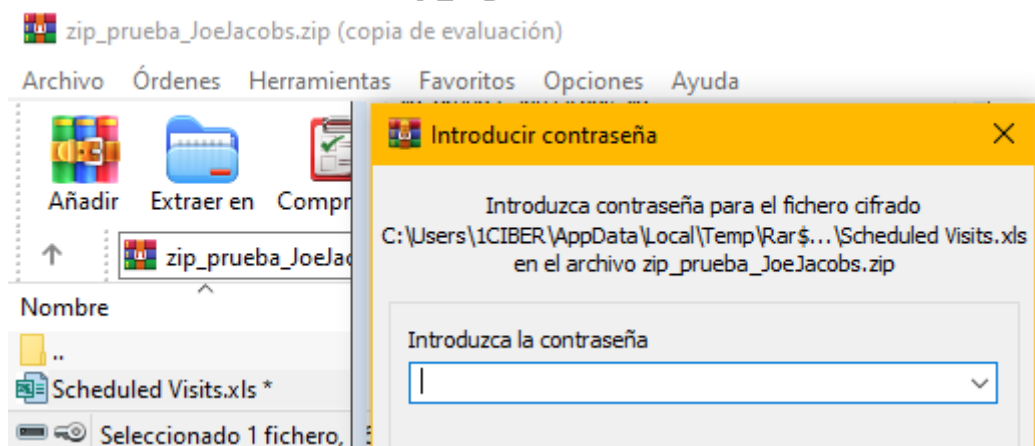 zip_prueba_JoeJacobs.zip (copia de evaluación)
Archivo Órdenes Herramientas Favoritos Opciones Ayuda
Introducir contraseña
Añadir Extraer en Compr
Introduzca contraseña para el fichero cifrado
C:\Users\1CIBER\AppData\Local\Temp\Rar$...\Scheduled Visits.xls
en el archivo zip_prueba_JoeJacobs.zip
zip_prueba_JoeJac
Nombre
Introduzca la contraseña
..
Scheduled Visits.xls *
Seleccionado 1 fichero,